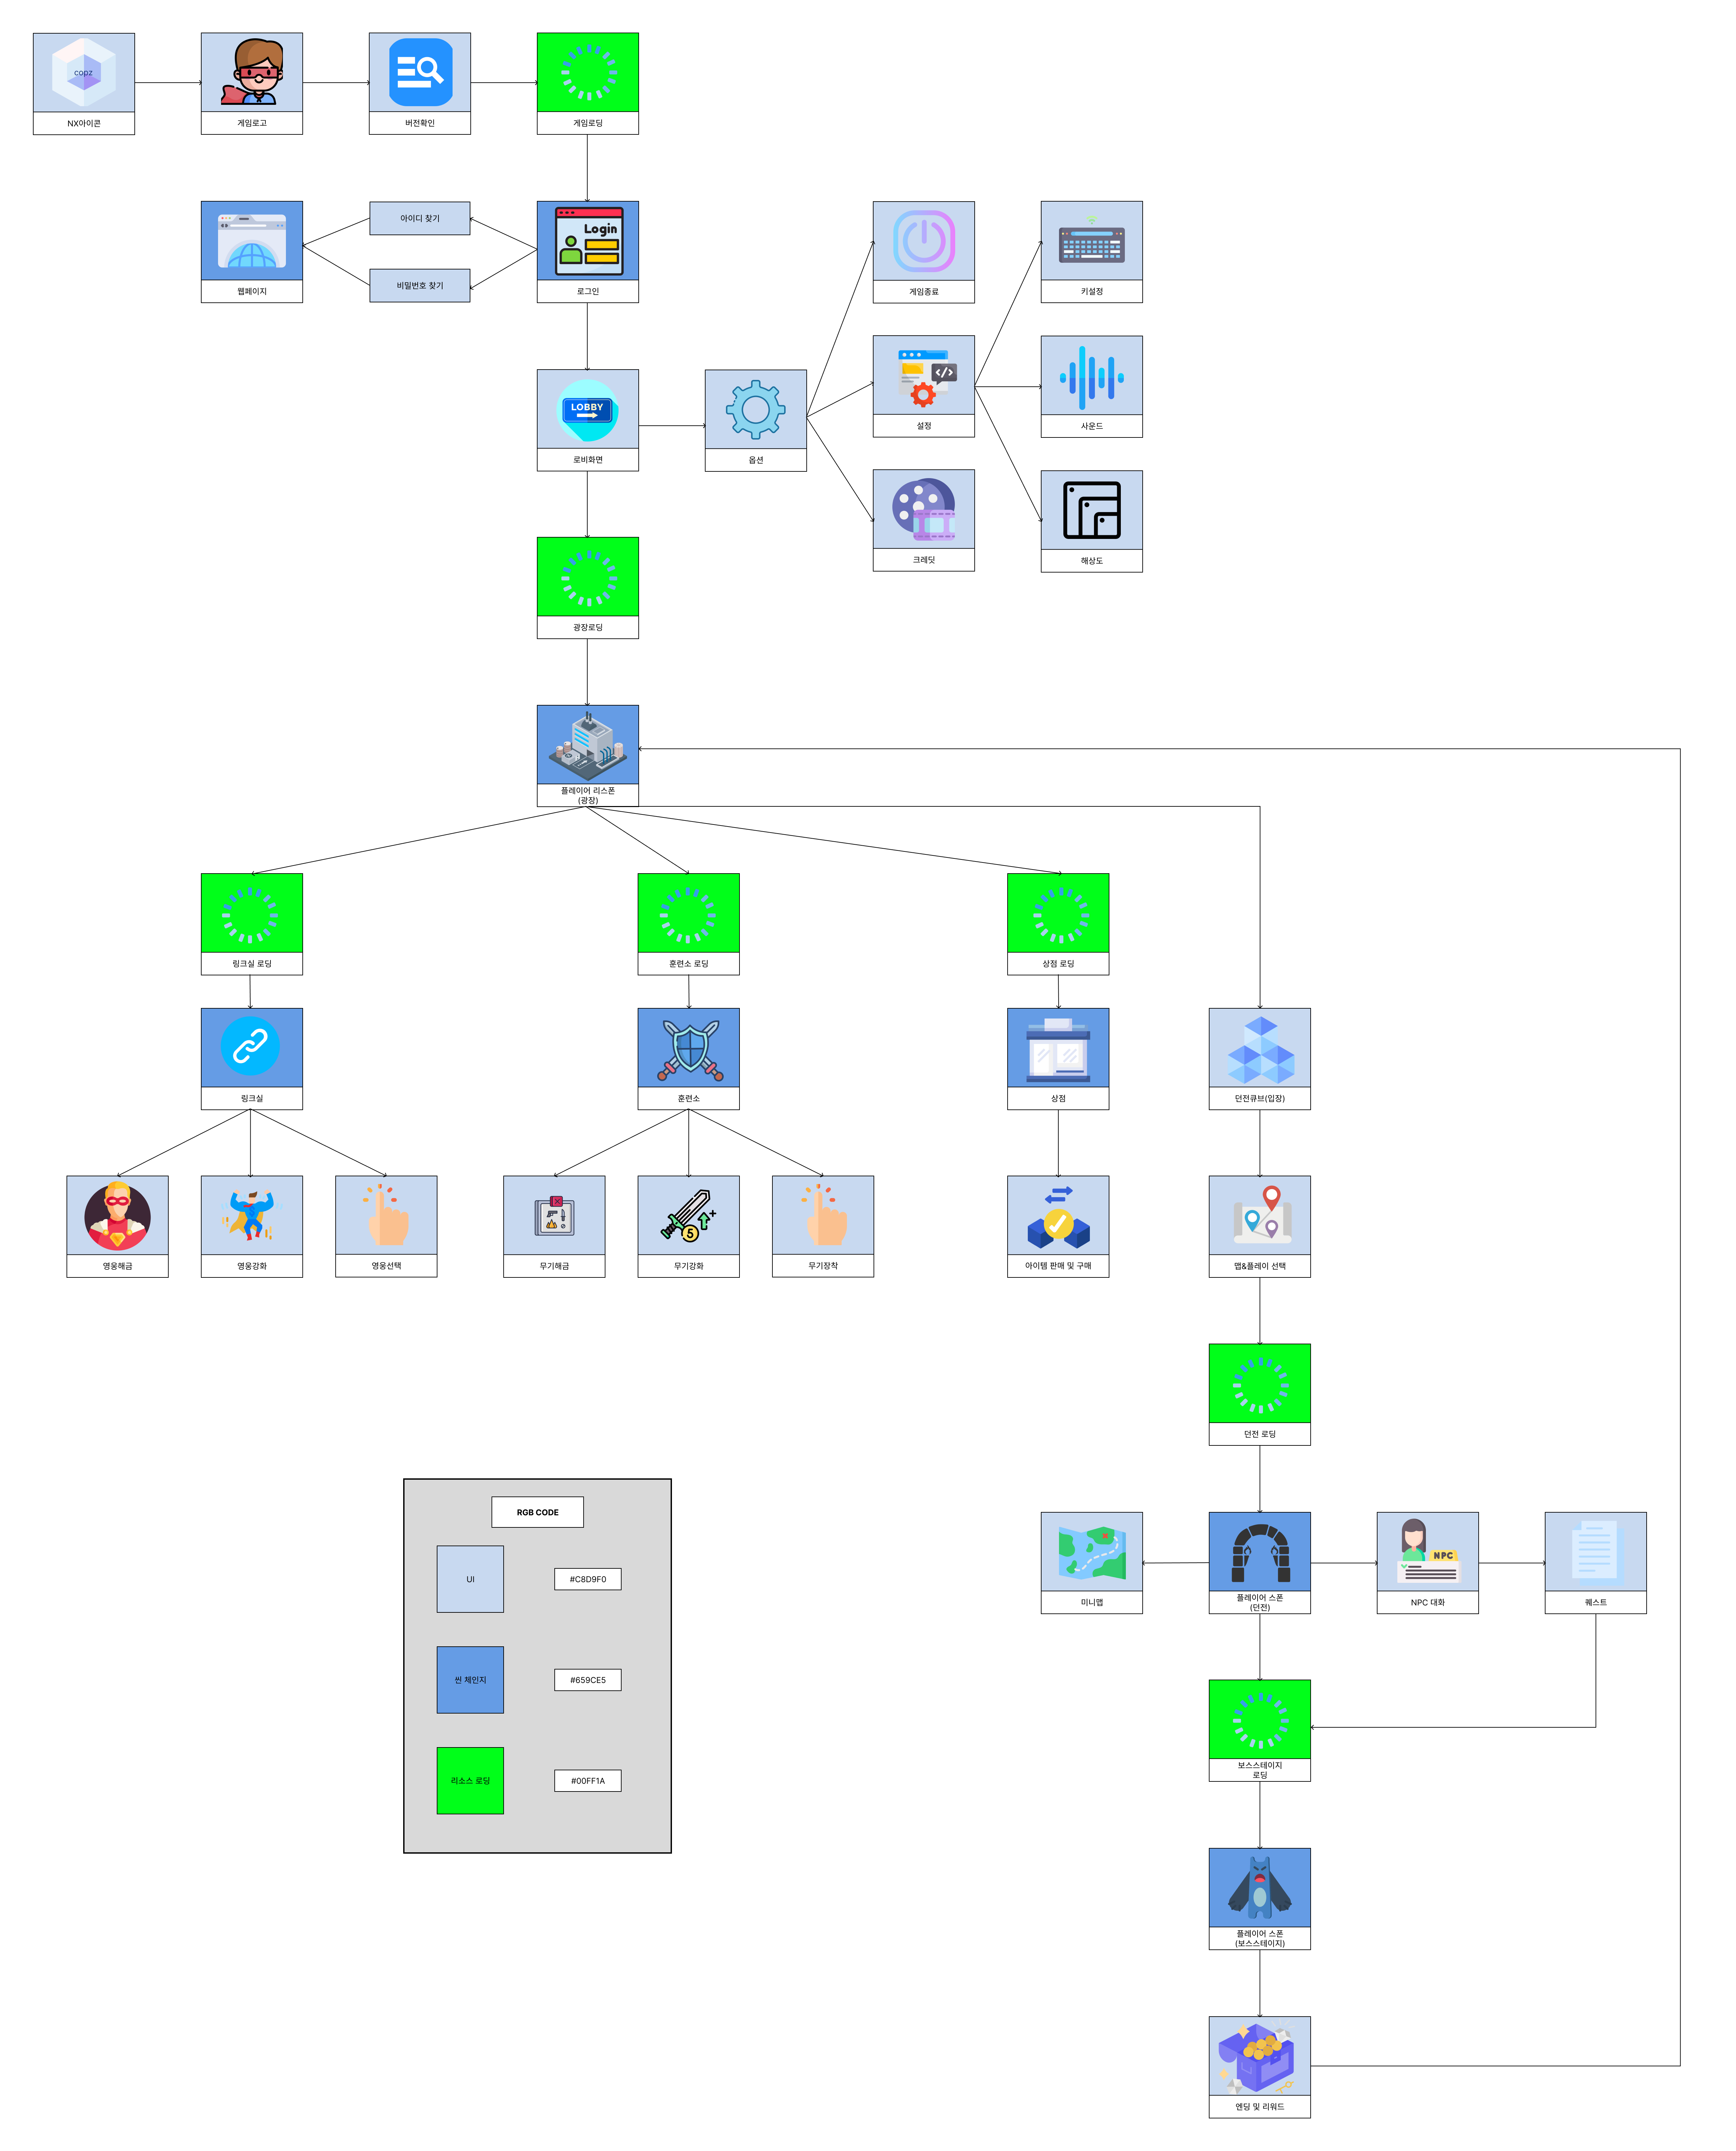 copz
NX아이콘
게임로고
버전확인
게임로딩
웹페이지
아이디 찾기
비밀번호 찾기
Login
로그인
게임종료
키설정
LOBBY
로비화면
옵션
설정
사운드
크레딧
해상도
광장로딩
플레이어 리스폰
(광장)
링크실 로딩
훈련소 로딩
상점 로딩
링크실
훈련소
상점
던전큐브(입장)
영웅해금
영웅강화
영웅선택
무기해금
5
무기강화
무기장착
아이템 판매 및 구매
맵&플레이 선택
던전 로딩
미니맵
플레이어 스폰
(던전)
NPC
NPC 대화
퀘스트
RGB CODE
UI
#C8D9F0
씬 체인지
#659CE5
리소스 로딩
#00FF1A
보스스테이지
로딩
플레이어 스폰
(보스스테이지)
엔딩 및 리워드